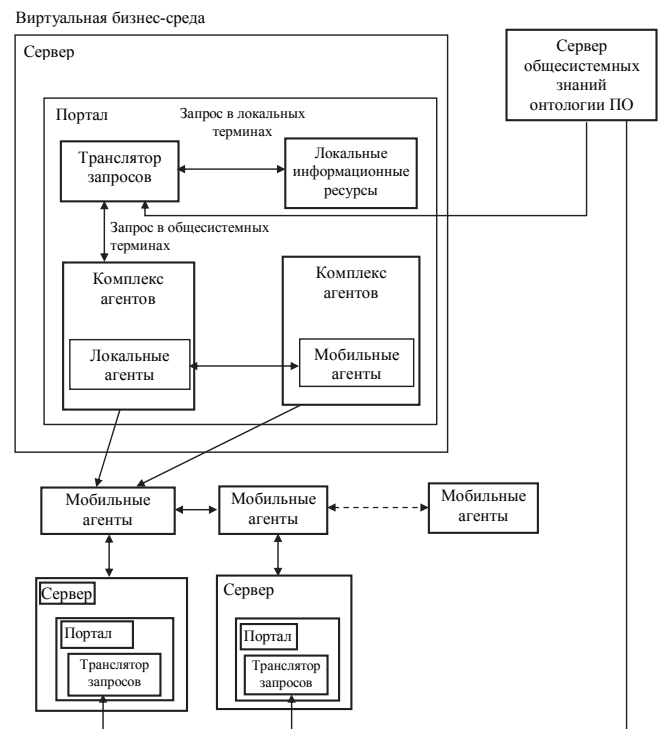 Виртуальная бизнес-среда
Сервер
Сервер
общесистемных
знаний
онтологии ПО
Портал
Запрос в локальных
терминах
Транслятор
запросов
Локальные
информационные
ресурсы
Запрос в общесистемных
терминах
Комплекс
агентов
Комплекс
агентов
Локальные
агенты
Мобильные
агенты
Мобильные
агенты
Мобильные
агенты
Мобильные
агенты
Сервер
Портал
Транслятор
запросов
Сервер
Портал
Транслятор
запросов